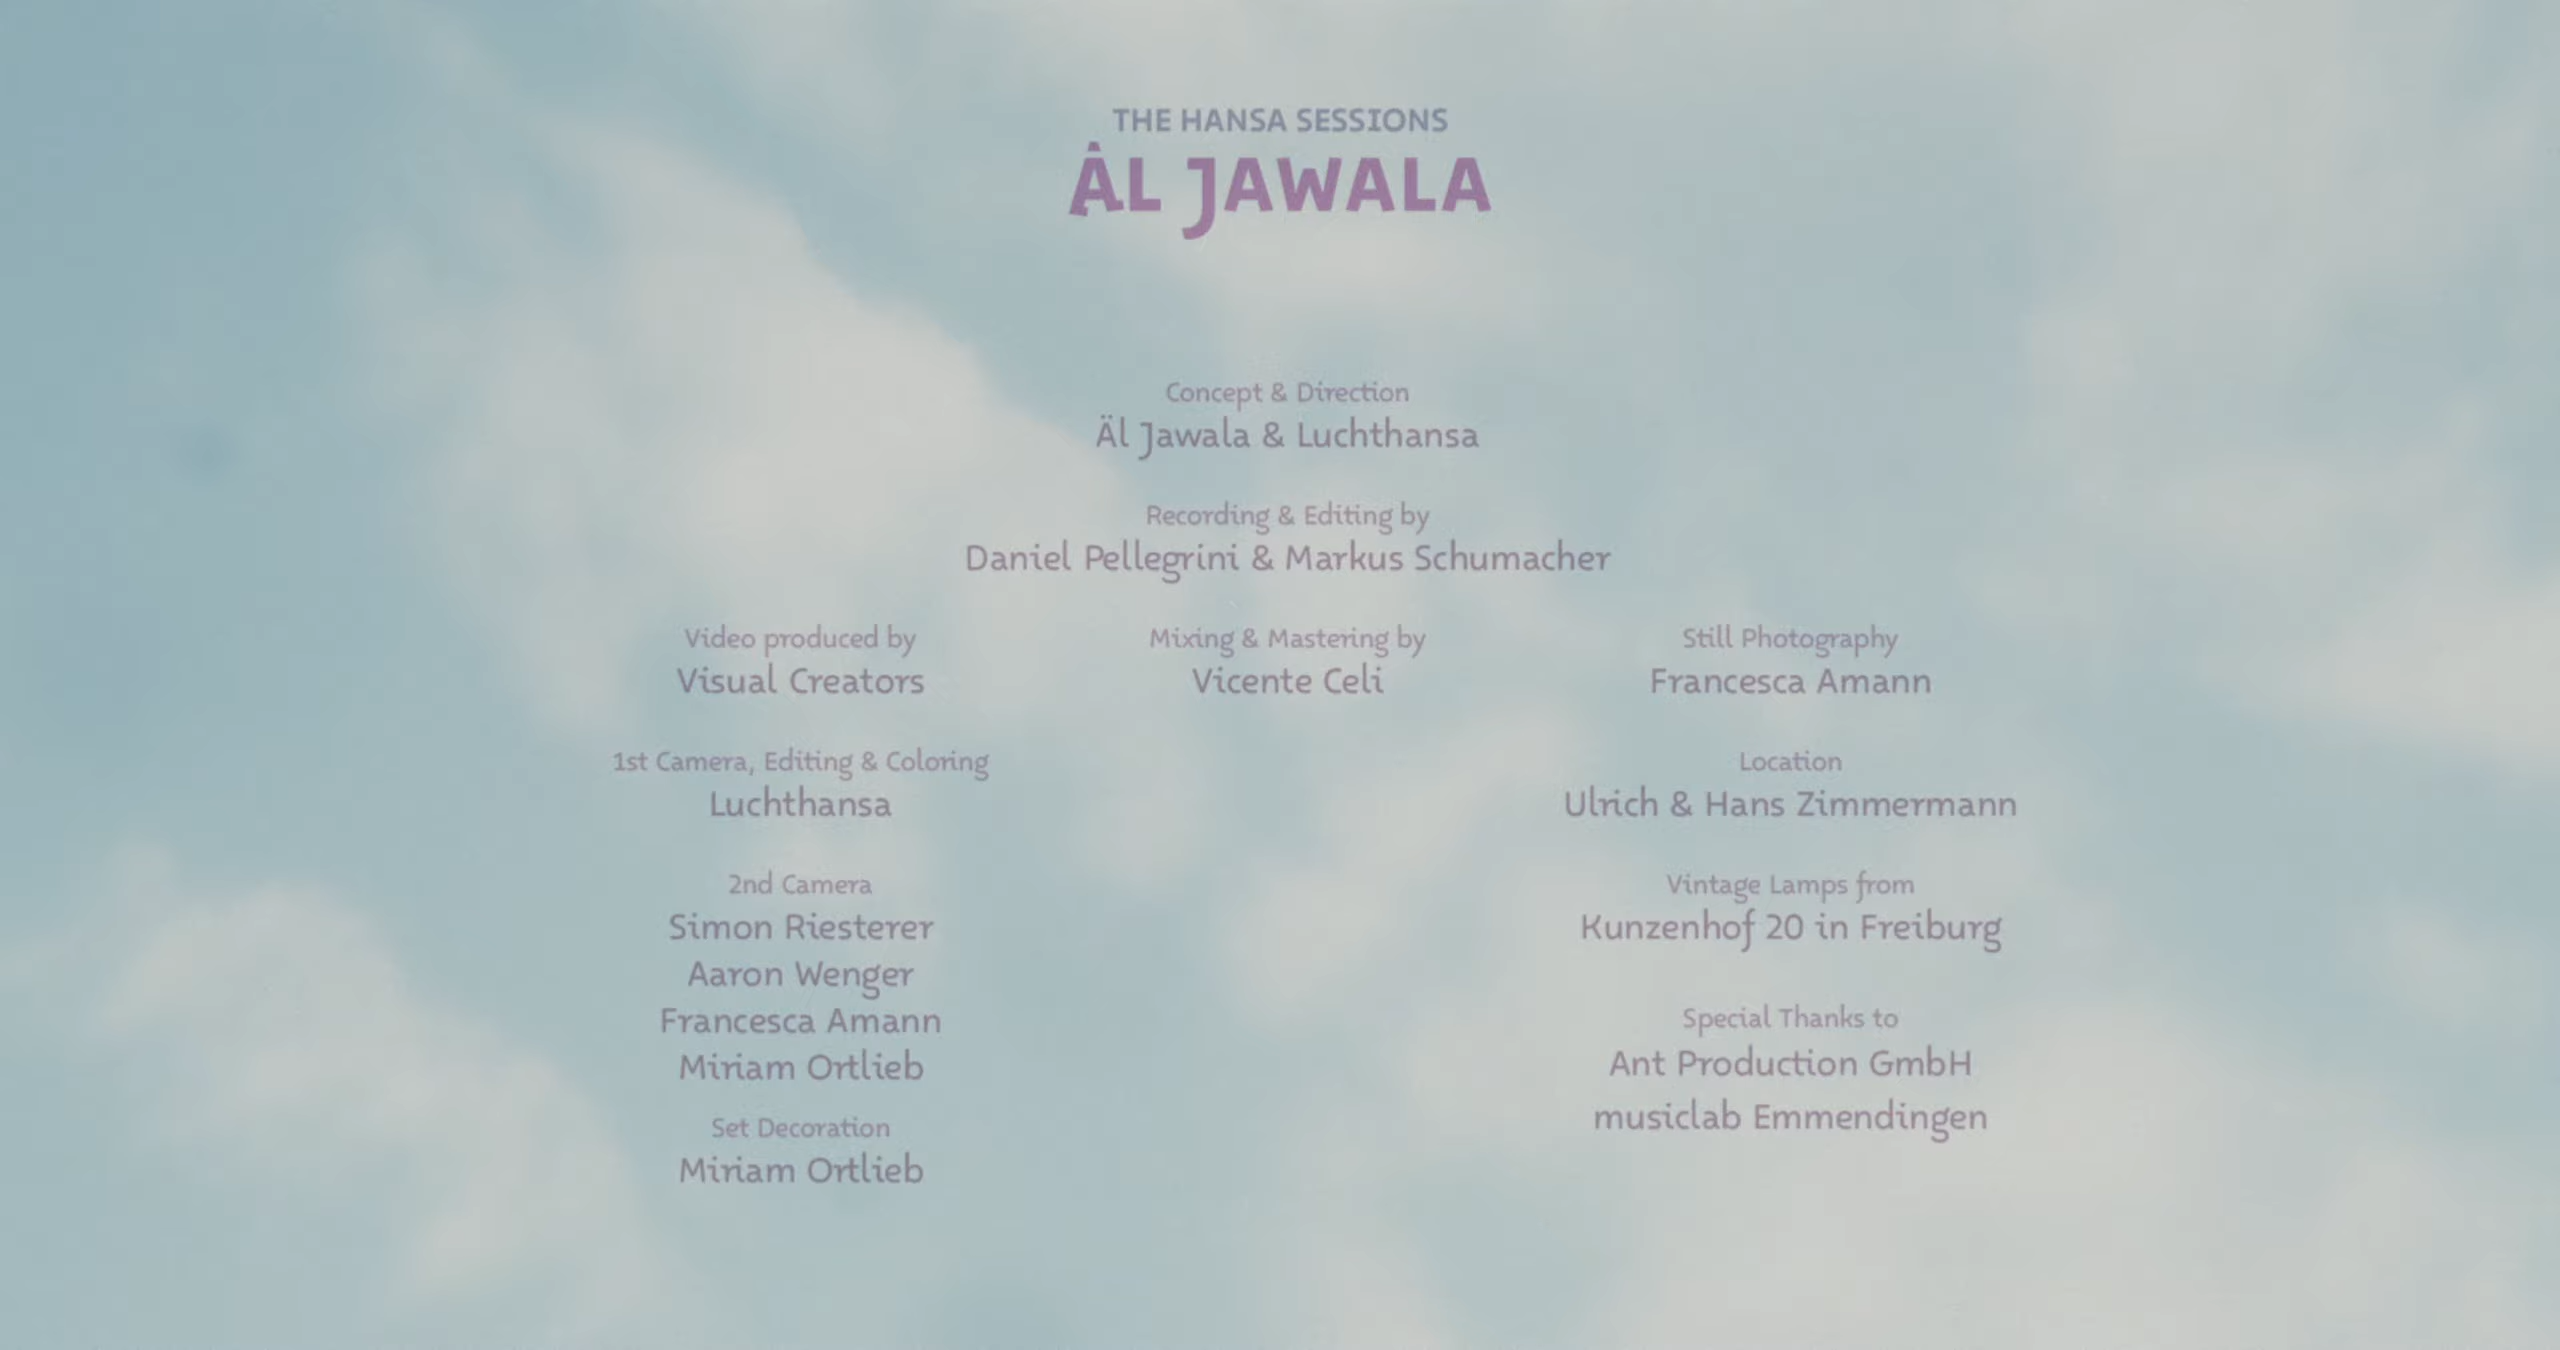 THE HANSA SESSIONS
ÄL JAWALA
Concept & Direction
Äl Jawala & Luchthansa
Recording & Editing by
Daniel Pellegrini & Markus Schumacher
Video produced by
Visual Creators
1st Camera, Editing & Coloring
Luchthansa
2nd Camera
Simon Riesterer
Aaron Wenger
Francesca Amann
Miriam Ortlieb
Set Decoration
Miriam Ortlieb
Mixing & Mastering by
Vicente Celi
Still Photography
Francesca Amann
Location
Ulrich & Hans Zimmermann
Vintage Lamps from
Kunzenhof 20 in Freiburg
Special Thanks to
Ant Production GmbH
musiclab Emmendingen